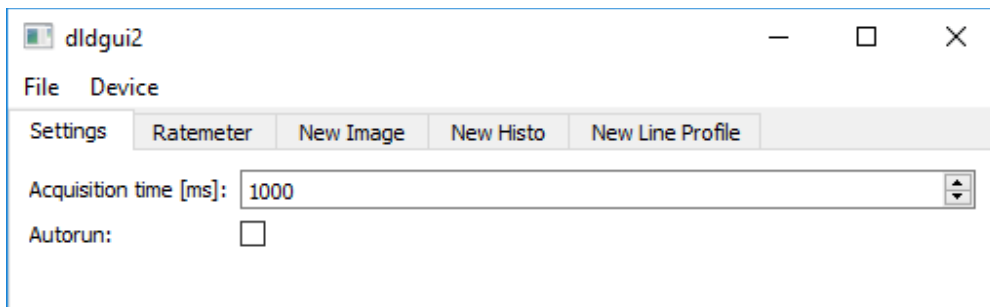 dldgui2
File Device
Settings Ratemeter New Image New Histo New Line Profile
Acquisition time [ms]: 1000
Autorun: